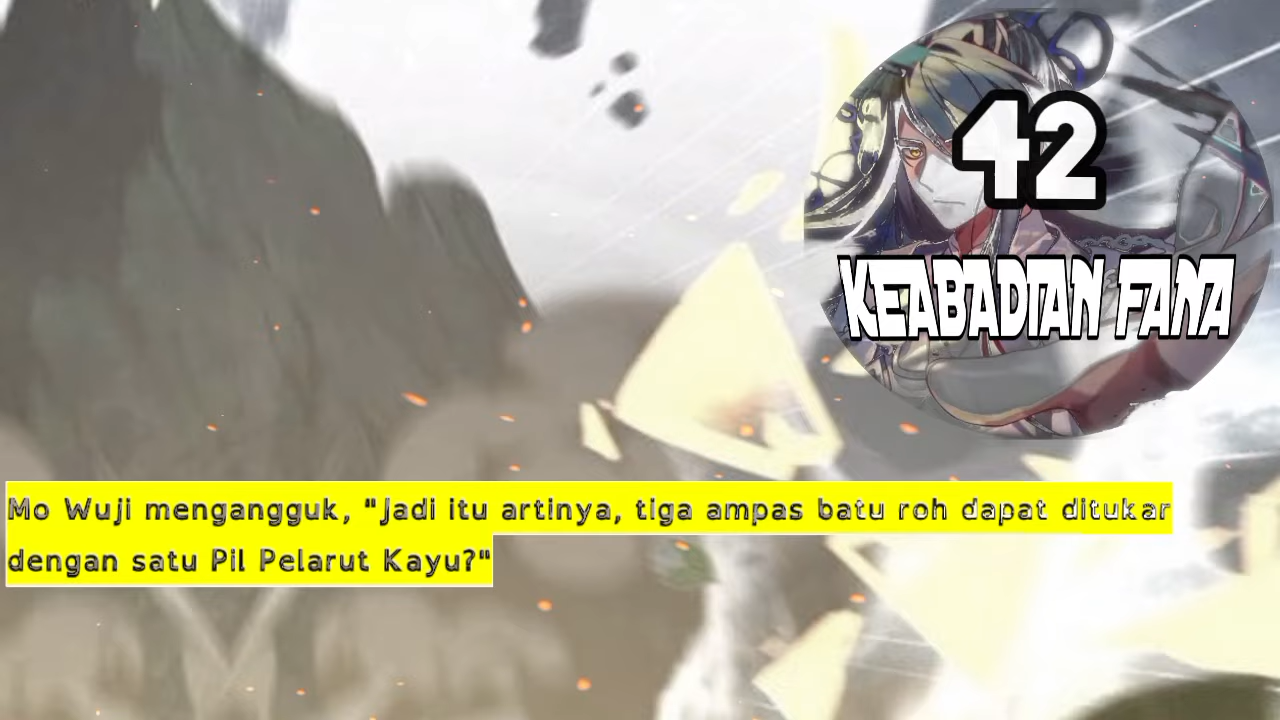 42
KEABADIAN FANA
Mo Wuji mengangguk, "Jadi itu artinya, tiga ampas batu roh dapat ditukar
dengan satu Pil Pelarut Kayu?"